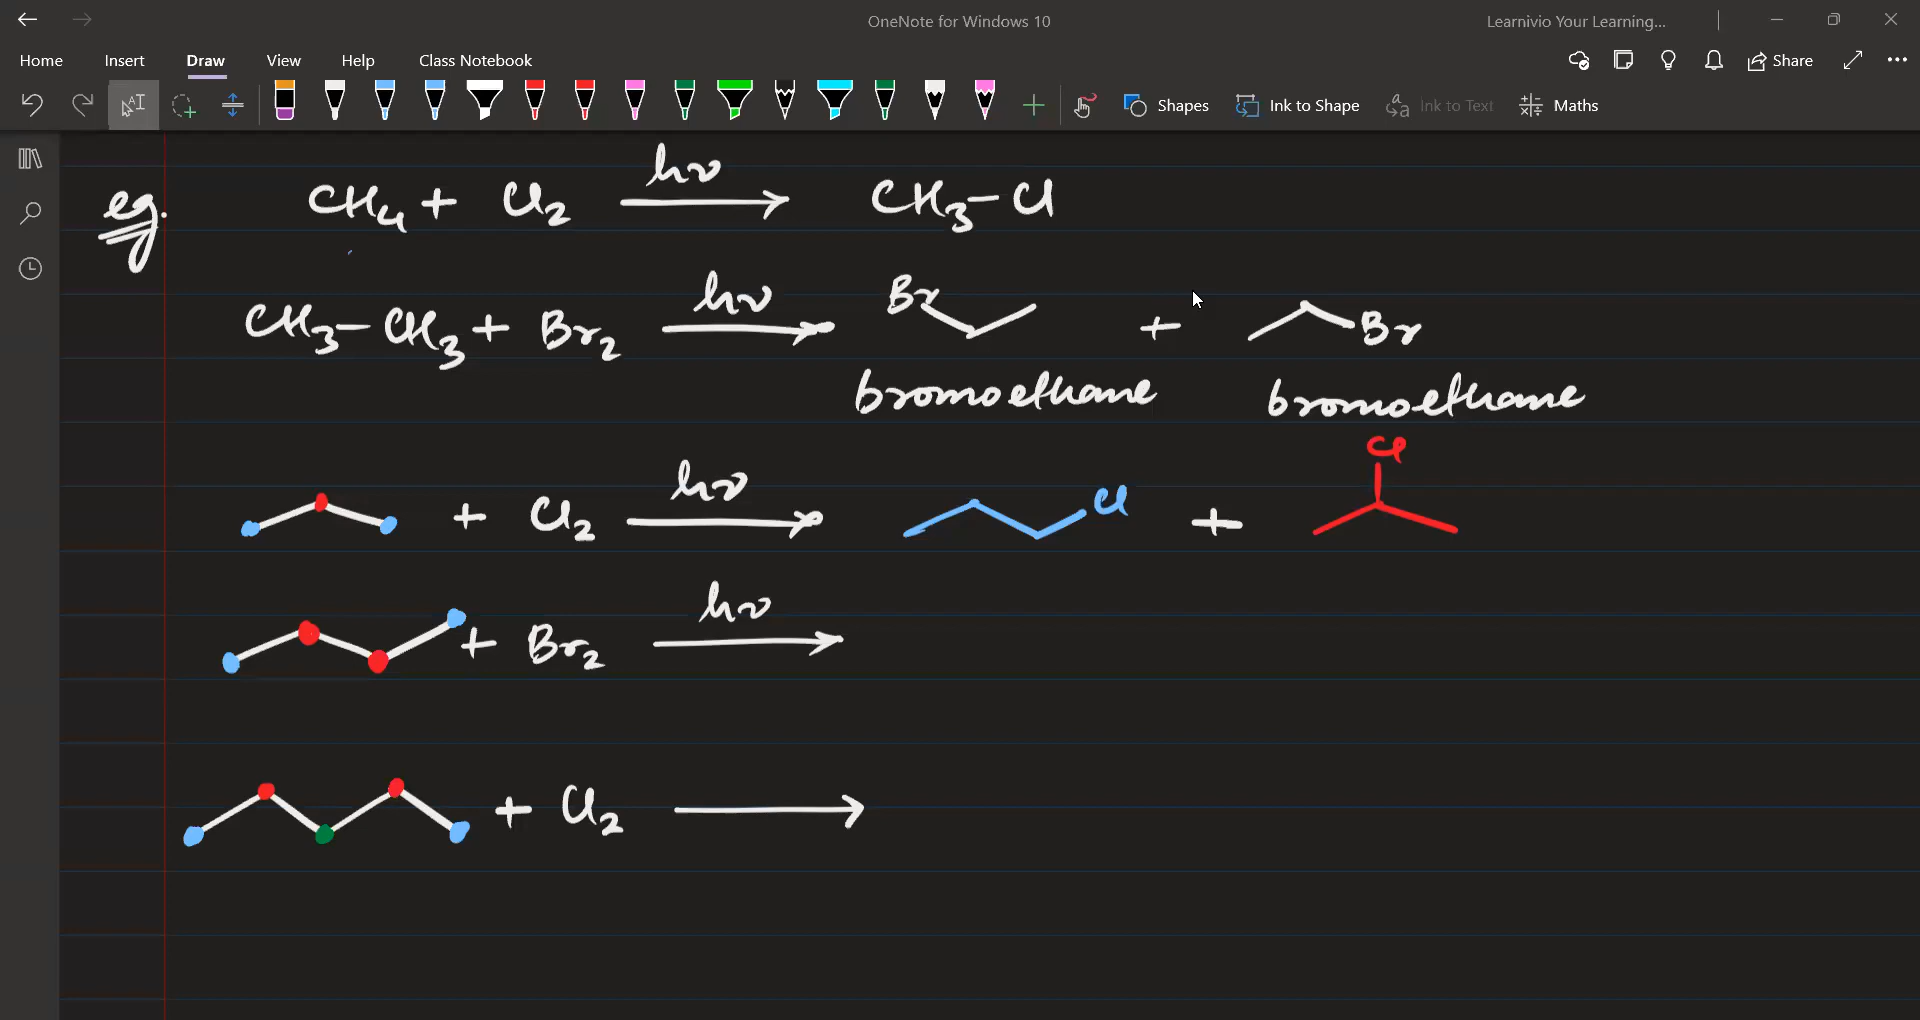 OneNote for Windows 10
Learnivio Your Learning...
Home Insert Draw View Help Class Notebook Share
Shapes Ink to Shape Ink to Text Maths
eg. CH₄ + Cl₂ hν → CH₃-Cl
CH₃-CH₃ + Br₂ hν → Br +  Br
bromoethane bromoethane
+ Cl₂ hν → Cl + Cl
+ Br₂ hν →
+ Cl₂ →